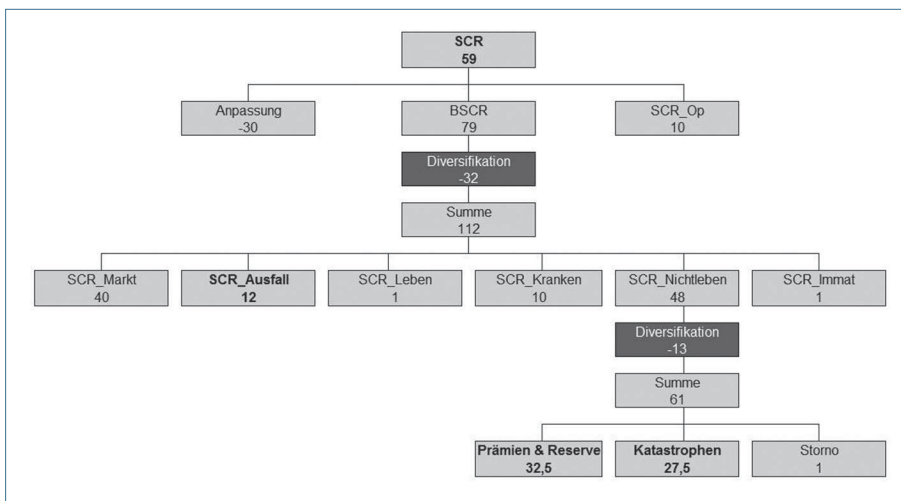 SCR
59
Anpassung
-30
BSCR
79
SCR_Op
10
Diversifikation
-32
Summe
112
SCR_Markt
40
SCR_Ausfall
12
SCR_Leben
1
SCR_Kranken
10
SCR_Nichtleben
48
SCR_Immat
1
Diversifikation
-13
Summe
61
Prämien & Reserve
32,5
Katastrophen
27,5
Storno
1